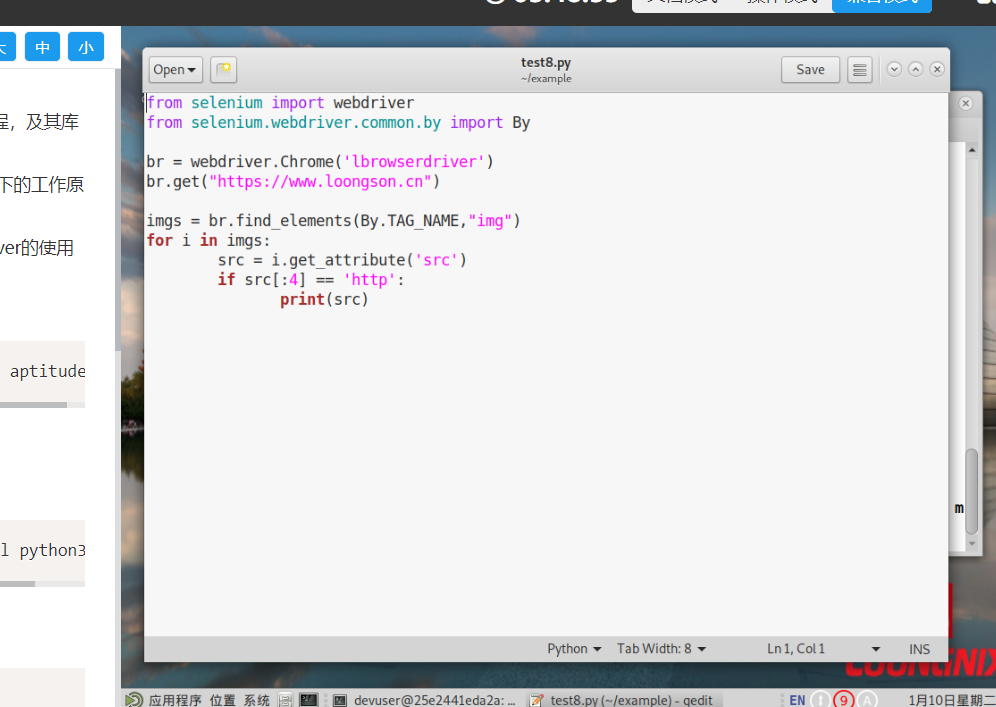 中
小
程，及其库
下的工作原
ver的使用
aptitude
l python3
Open
test8.py
~/example
Save
from selenium import webdriver
from selenium.webdriver.common.by import By
br = webdriver.Chrome('lbrowserdriver')
br.get("https://www.loongson.cn")
imgs = br.find_elements(By.TAG_NAME,"img")
for i in imgs:
src = i.get_attribute('src')
if src[:4] == 'http':
print(src)
m
Python
Tab Width: 8
Ln 1, Col 1
INS
应用程序 位置 系统
devuser@25e2441eda2a: ...
test8.py (~/example) - gedit
EN
9
A
1月10日星期二